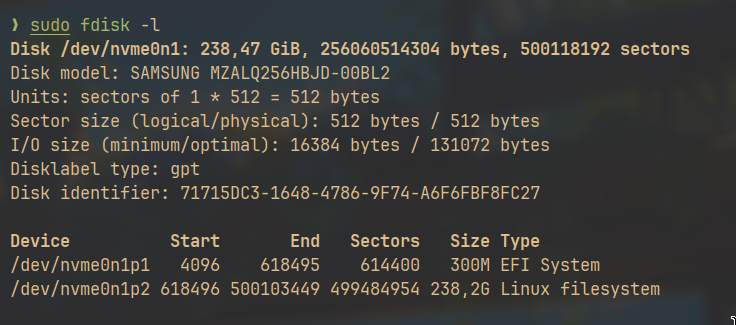 ❯ sudo fdisk -l
Disk /dev/nvme0n1: 238,47 GiB, 256060514304 bytes, 500118192 sectors
Disk model: SAMSUNG MZALQ256HBJD-00BL2
Units: sectors of 1 * 512 = 512 bytes
Sector size (logical/physical): 512 bytes / 512 bytes
I/O size (minimum/optimal): 16384 bytes / 131072 bytes
Disklabel type: gpt
Disk identifier: 71715DC3-1648-4786-9F74-A6F6FBF8FC27
Device Start End Sectors Size Type
/dev/nvme0n1p1 4096 618495 614400 300M EFI System
/dev/nvme0n1p2 618496 500103449 499484954 238,2G Linux filesystem